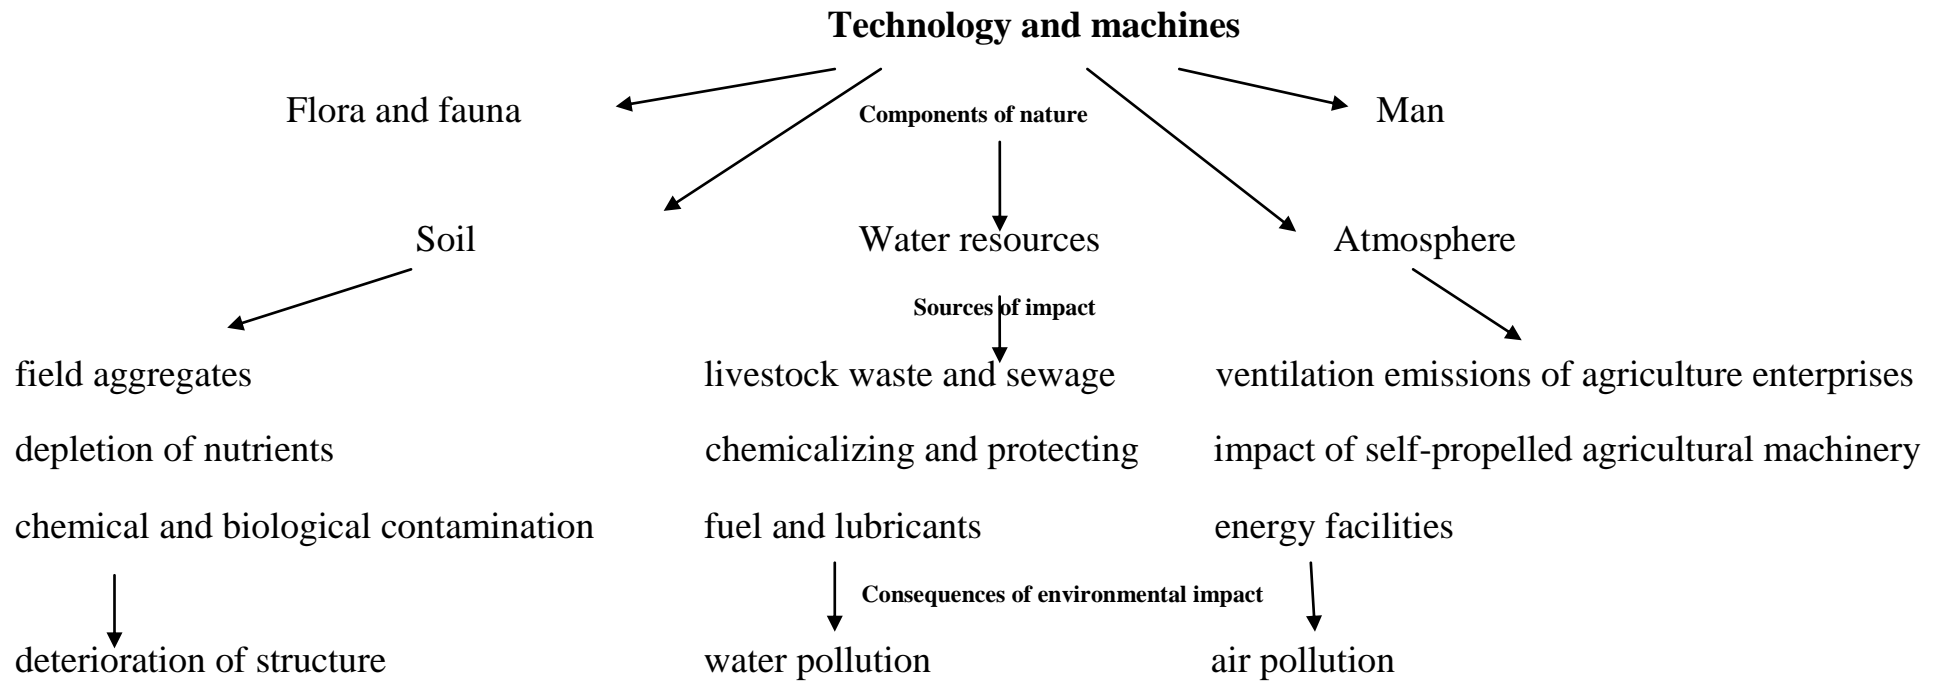 Technology and machines
Flora and fauna
Components of nature
Man
Soil
Water resources
Atmosphere
Sources of impact
field aggregates
livestock waste and sewage
ventilation emissions of agriculture enterprises
depletion of nutrients
chemicalizing and protecting
impact of self-propelled agricultural machinery
chemical and biological contamination
fuel and lubricants
energy facilities
Consequences of environmental impact
deterioration of structure
water pollution
air pollution